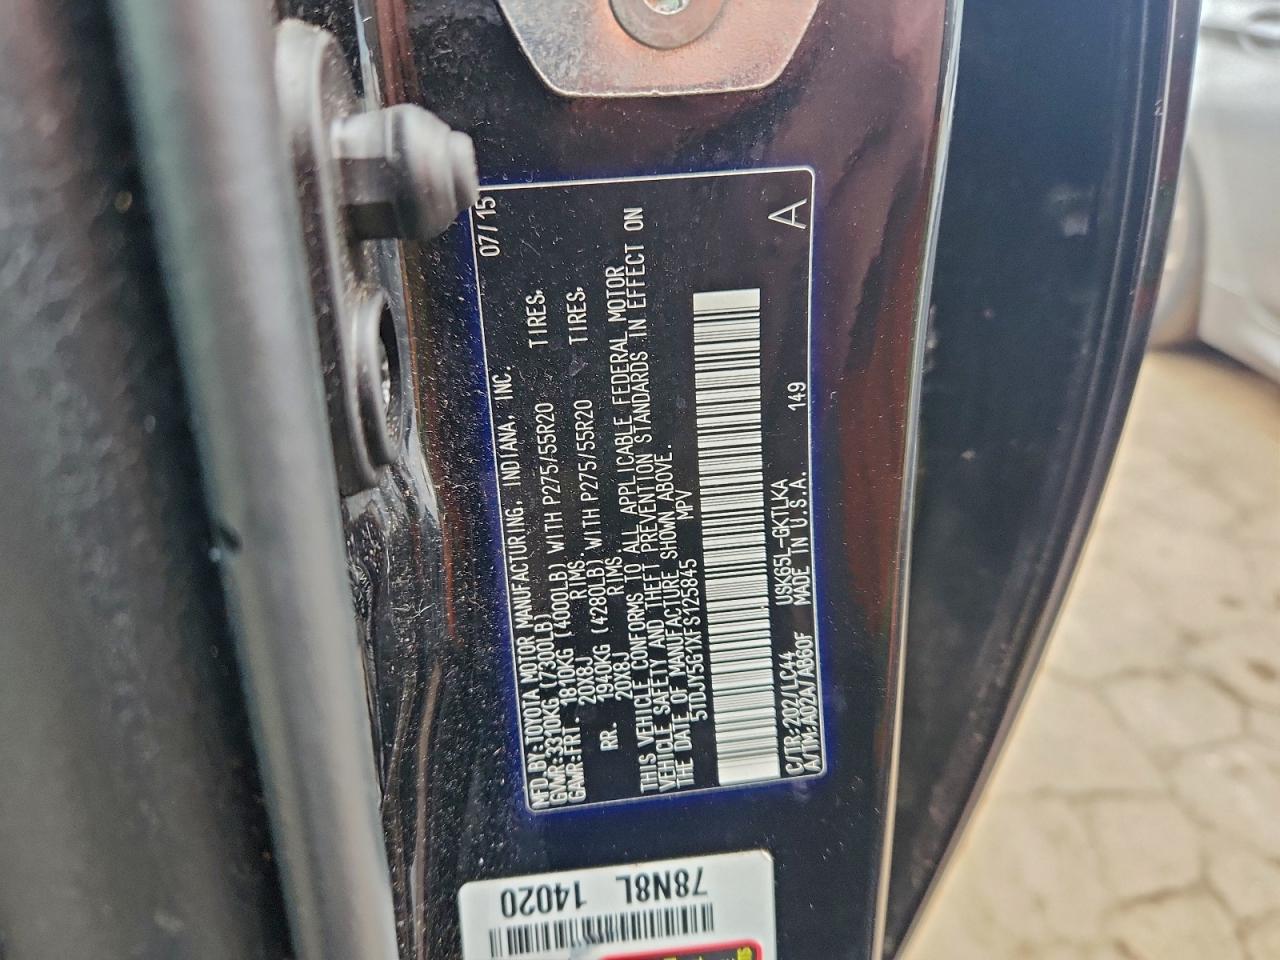 MFD.BY:TOYOTA MOTOR MANUFACTURING, INDIANA, INC. 07/15
GVWR:3310KG(7300LB)
GAWR:FRT. 1810KG (4000LB) WITH P275/55R20 TIRES,
20X8J RIMS.
RR. 1940KG (4280LB) WITH P275/55R20 TIRES,
20X8J RIMS.
THIS VEHICLE CONFORMS TO ALL APPLICABLE FEDERAL MOTOR
VEHICLE SAFETY AND THEFT PREVENTION STANDARDS IN EFFECT ON
THE DATE OF MANUFACTURE SHOWN ABOVE.
5TDJY5G1XFS125845 MPV
C/TR:202/LC44 USK65L-GKTLKA
A/TM:A02A/AB60F MADE IN U.S.A. 149 A
78N8L
14020